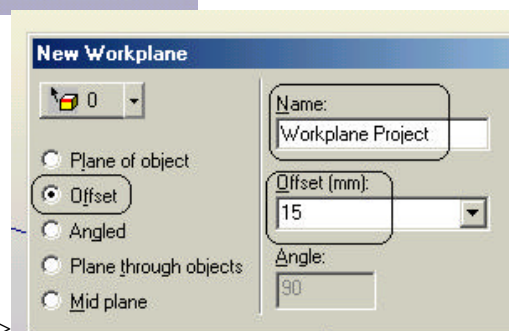 New Workplane
0
Plane of object
Offset
Angled
Plane through objects
Mid plane
Name:
Workplane Project
Offset (mm):
15
Angle:
90
>